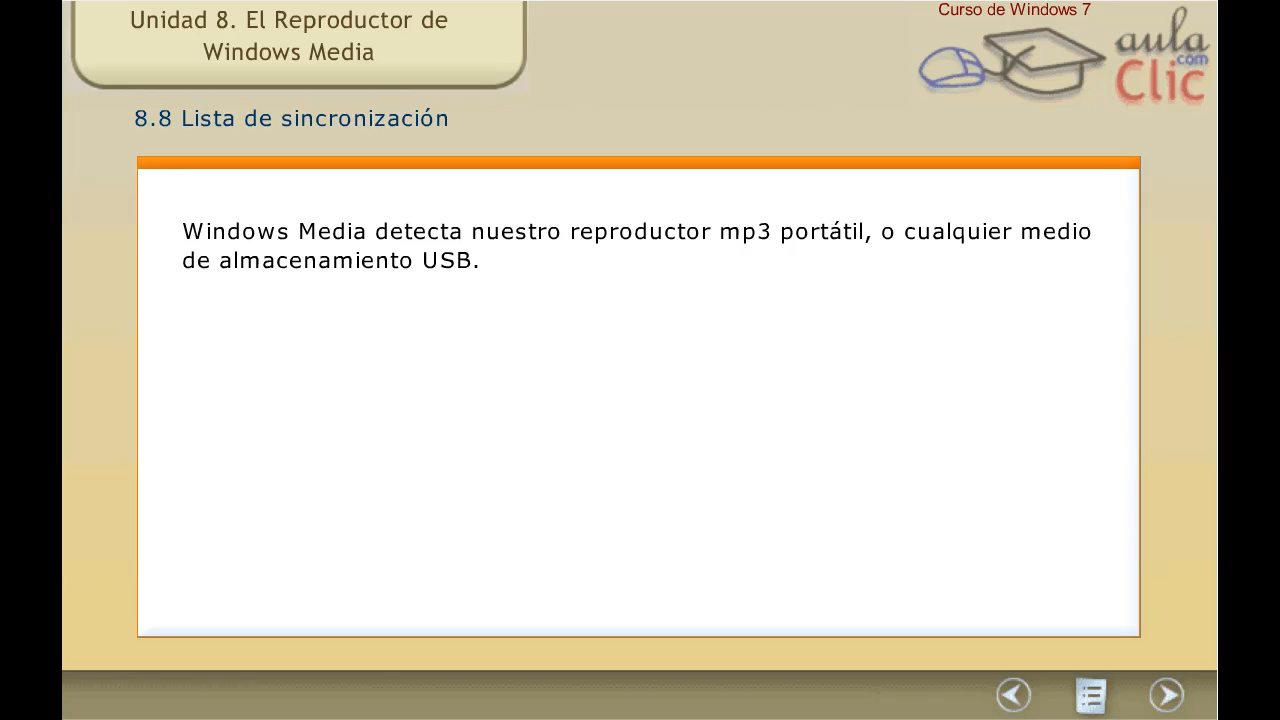 Unidad 8. El Reproductor de
Windows Media
Curso de Windows 7
aula
com
Clic
8.8 Lista de sincronización
Windows Media detecta nuestro reproductor mp3 portátil, o cualquier medio
de almacenamiento USB.